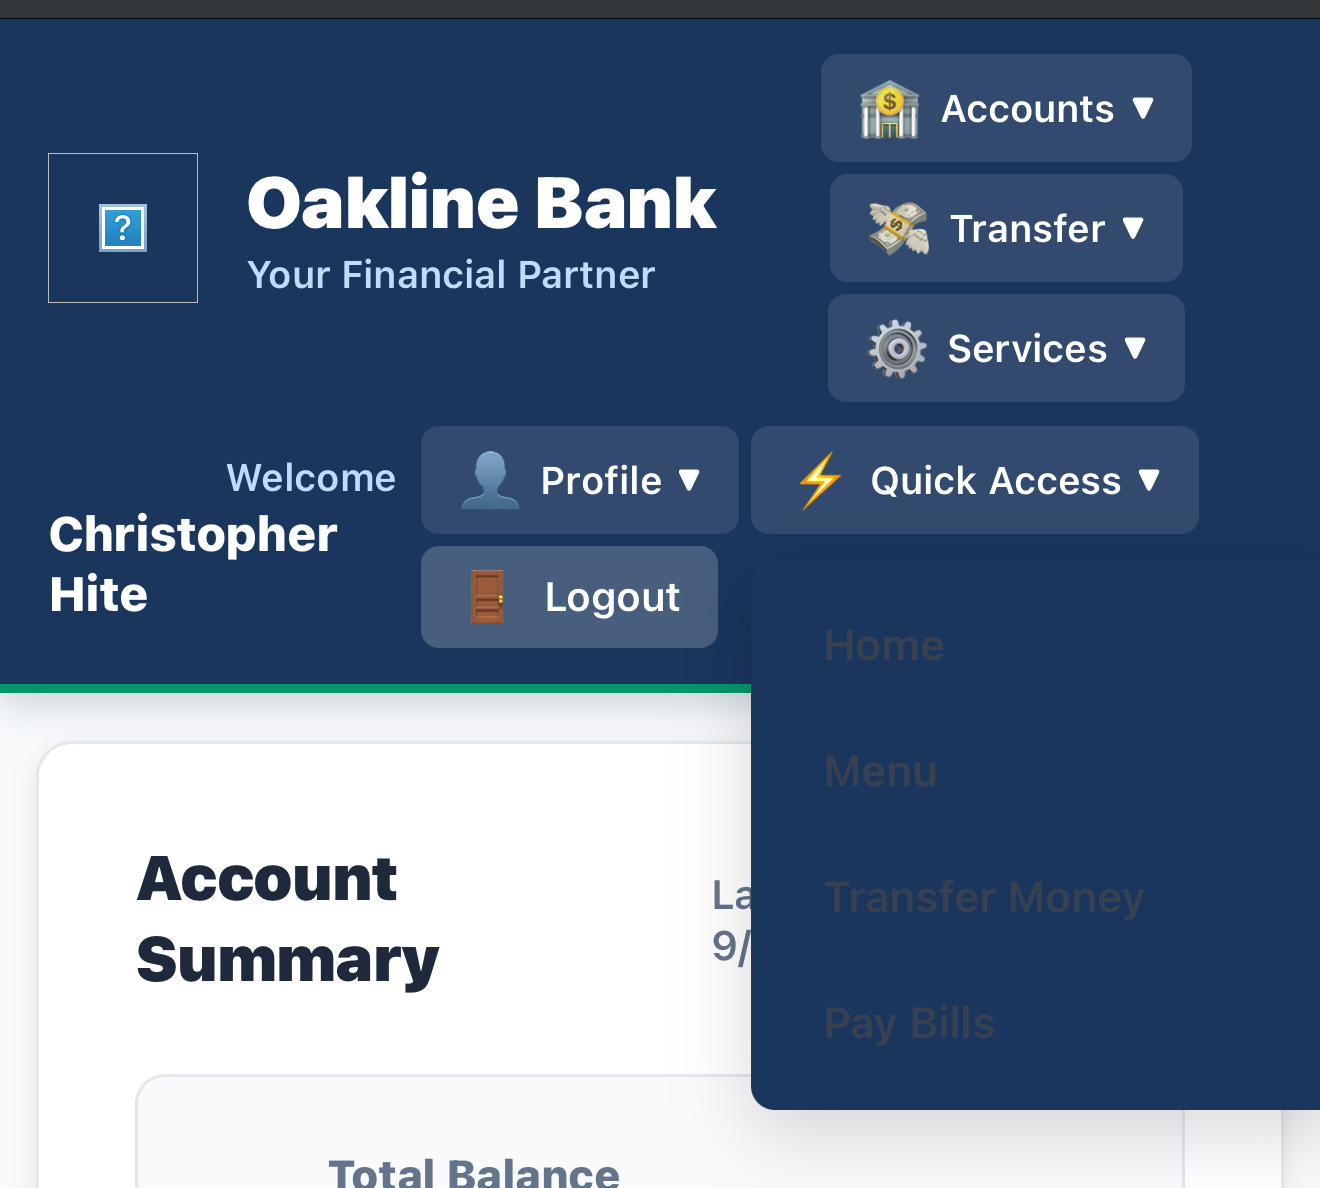 Oakline Bank
Your Financial Partner
Accounts ▼
Transfer ▼
Services ▼
Welcome
Christopher
Hite
Profile ▼
Quick Access ▼
Logout
Home
Menu
Transfer Money
Pay Bills
Account
Summary
9/
Total Balance